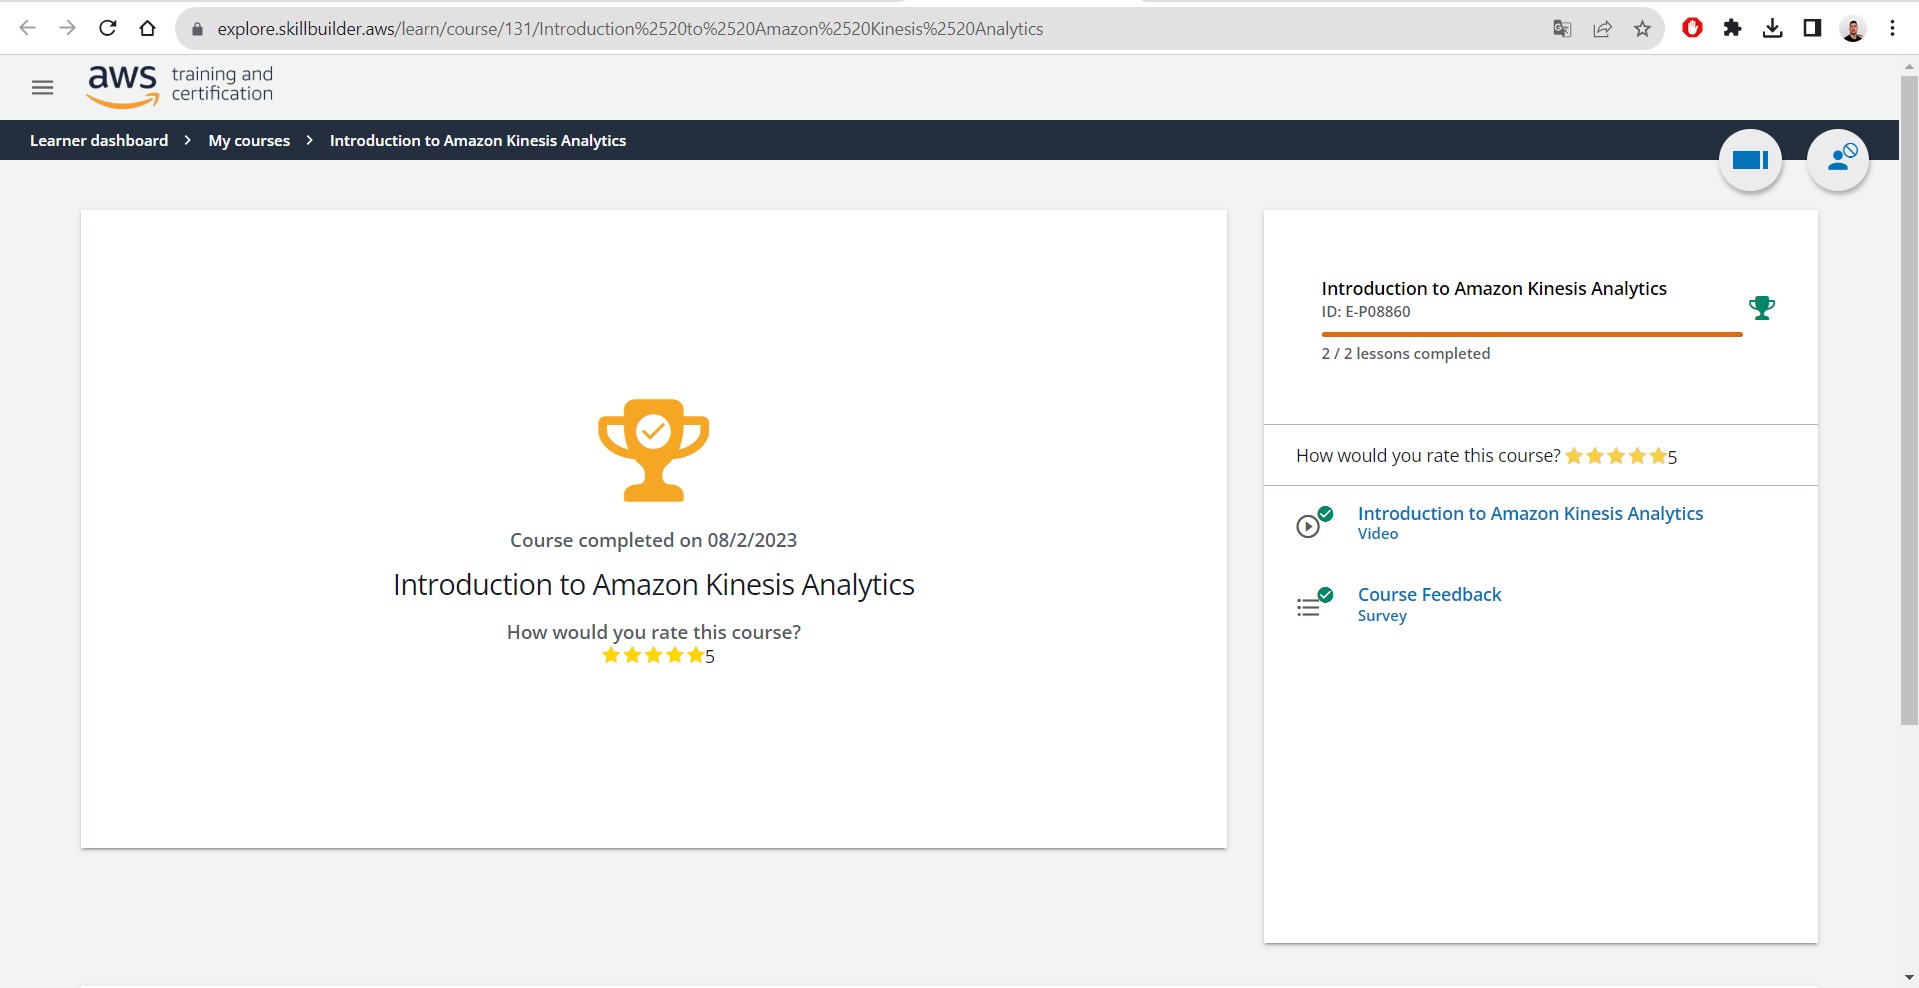 explore.skillbuilder.aws/learn/course/131/Introduction%2520to%2520Amazon%2520Kinesis%2520Analytics
aws training and
certification
Learner dashboard > My courses > Introduction to Amazon Kinesis Analytics
Course completed on 08/2/2023
Introduction to Amazon Kinesis Analytics
How would you rate this course?
5
Introduction to Amazon Kinesis Analytics
ID: E-P08860
2 / 2 lessons completed
How would you rate this course? 5
Introduction to Amazon Kinesis Analytics
Video
Course Feedback
Survey